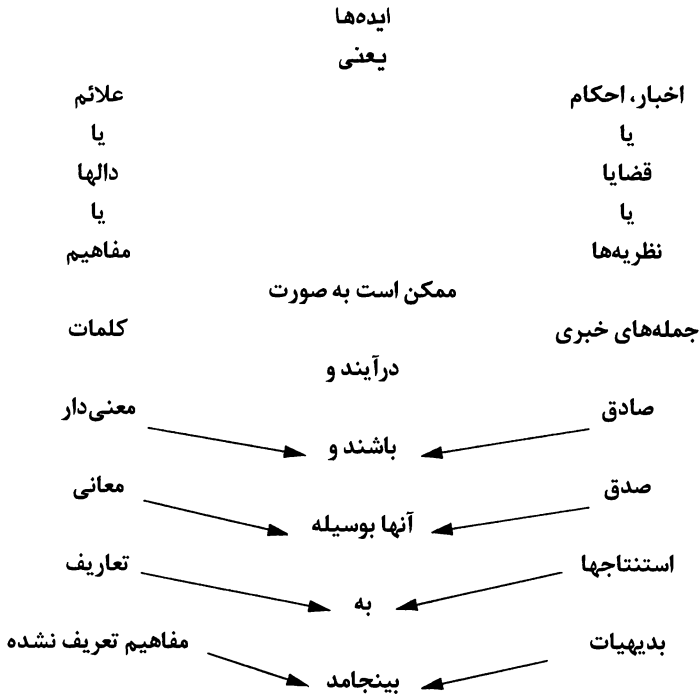 ایده‌ها
یعنی
اخبار، احکام علائم
یا یا
قضایا دالها
یا یا
نظریه‌ها مفاهیم
ممکن است به صورت
جمله‌های خبری کلمات
درآیند و
صادق معنی‌دار
باشند و
صدق معانی
آنها بوسیله
استنتاجها تعاریف
به
بدیهیات مفاهیم تعریف نشده
بینجامد